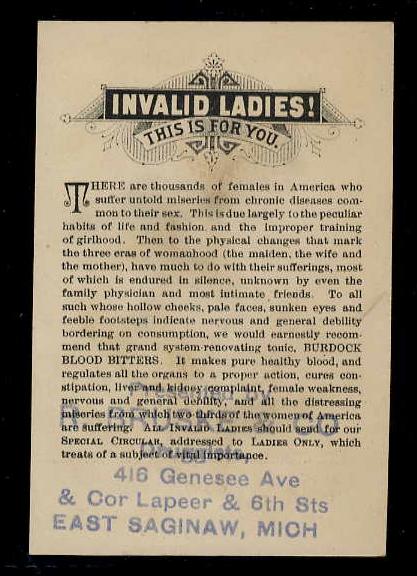 INVALID LADIES!
THIS IS FOR YOU.
THERE are thousands of females in America who
suffer untold miseries from chronic diseases com-
mon to their sex. This is due largely to the peculiar
habits of life and fashion and the improper training
of girlhood. Then to the physical changes that mark
the three eras of womanhood (the maiden, the wife and
the mother), have much to do with their sufferings, most
of which is endured in silence, unknown by even the
family physician and most intimate friends. To all
such whose hollow cheeks, pale faces, sunken eyes and
feeble footsteps indicate nervous and general debility
bordering on consumption, we would earnestly recom-
mend that grand system-renovating tonic, BURDOCK
BLOOD BITTERS. It makes pure healthy blood, and
regulates all the organs to a proper action, cures con-
stipation, liver and kidney complaint, female weakness,
nervous and general debility, and all the distressing
miseries from which two-thirds of the women of America
are suffering. ALL INVALID LADIES should send for our
SPECIAL CIRCULAR, addressed to LADIES ONLY, which
treats of a subject of vital importance.
416 Genesee Ave
& Cor Lapeer & 6th Sts
EAST SAGINAW, MICH